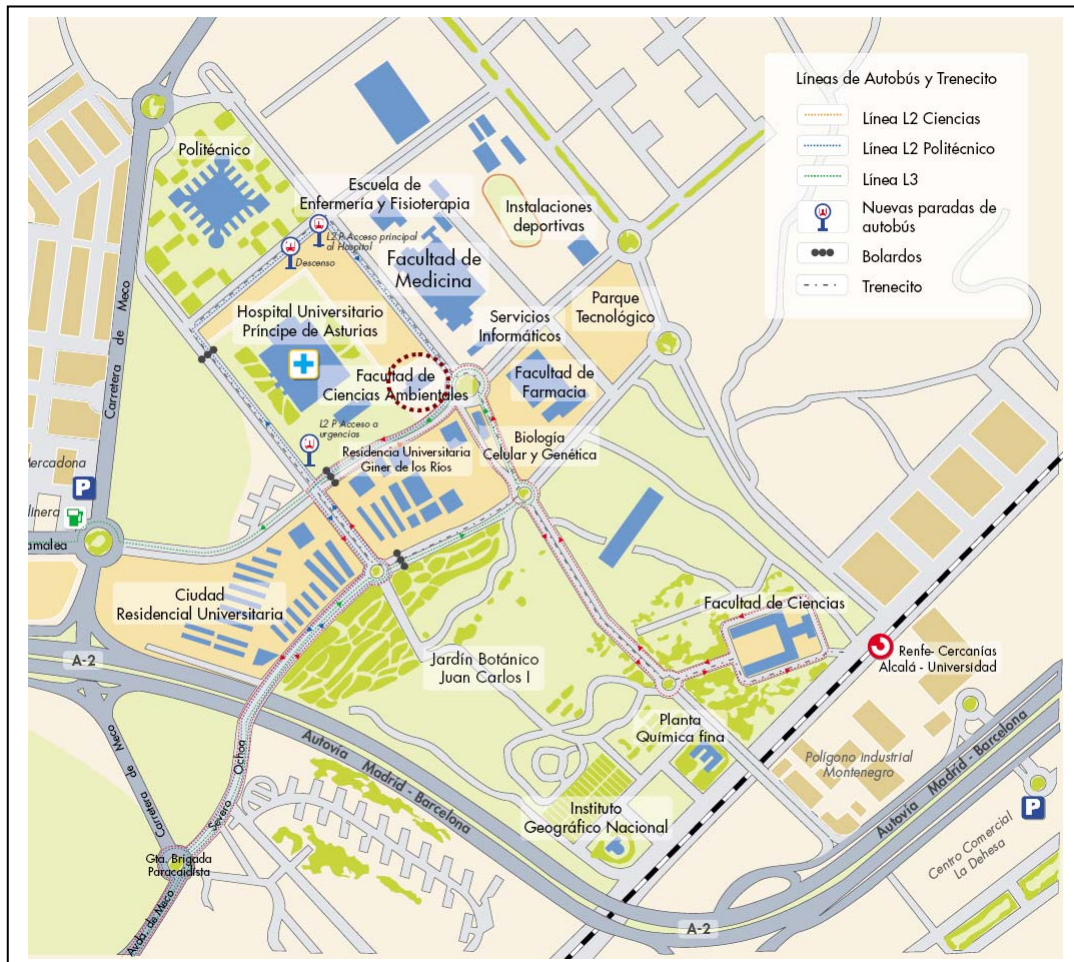 Líneas de Autobús y Trenecito
Línea L2 Ciencias
Línea L2 Politécnico
Línea L3
Nuevas paradas de
autobús
Bolardos
Trenecito
Politécnico
Escuela de
Enfermería y Fisioterapia
Instalaciones
deportivas
L2 P Acceso principal
al Hospital
Descenso
Facultad de
Medicina
Carretera de Meco
Hospital Universitario
Príncipe de Asturias
Servicios
Informáticos
Parque
Tecnológico
Facultad de
Ciencias Ambientales
Facultad de
Farmacia
L2 P Acceso a
urgencias
Residencia Universitaria
Giner de los Ríos
Biología
Celular y Genética
Mercadona
P
linera
amalea
Ciudad
Residencial Universitaria
Facultad de Ciencias
Renfe- Cercanías
Alcalá - Universidad
A-2
Jardín Botánico
Juan Carlos I
Planta
Química fina
Polígono industrial
Montenegro
Autovía Madrid - Barcelona
Autovía Madrid - Barcelona
Carretera de Meco
Severo Ochoa
Instituto
Geográfico Nacional
P
Centro Comercial
La Dehesa
Gta. Brigada
Paracaidista
Avda. de Meco
A-2